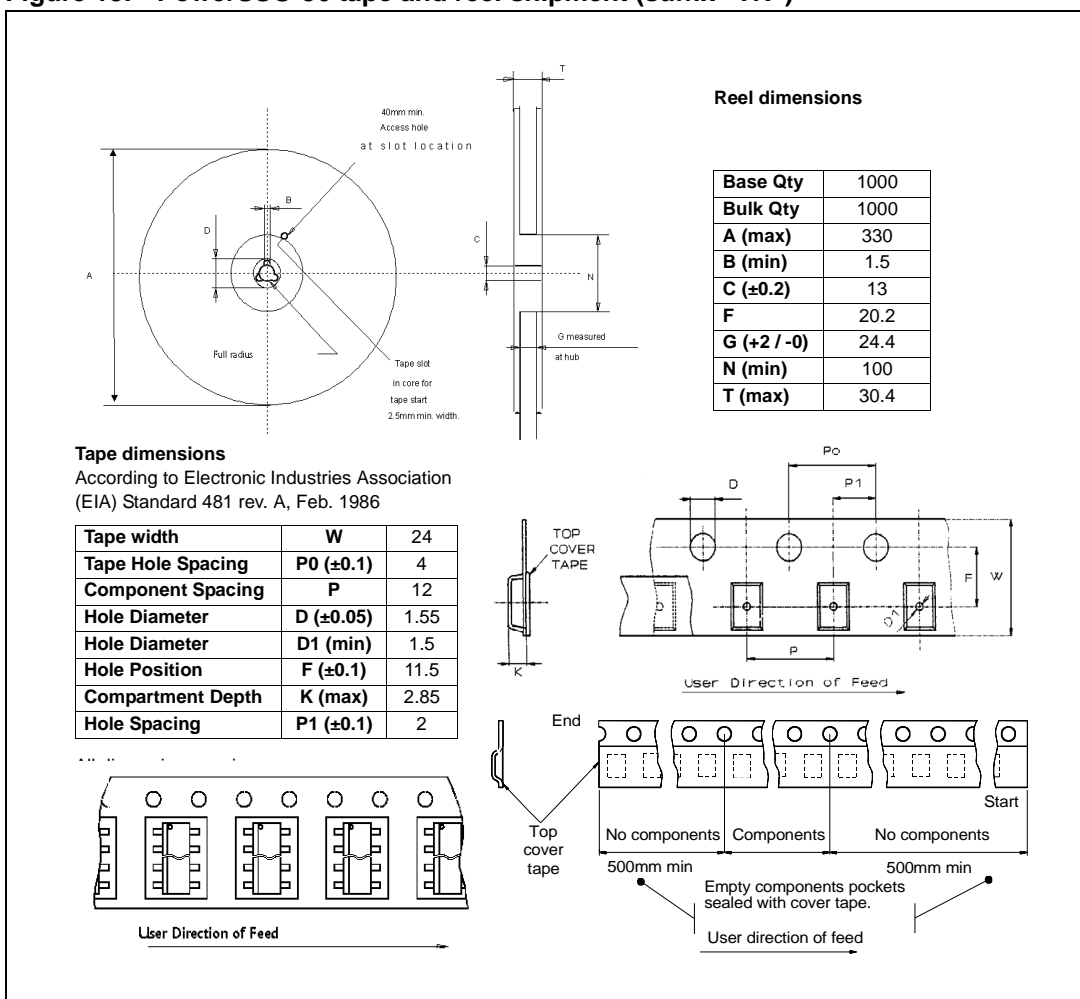 T
40mm min.
Access hole
at slot location
B
D
C
A
N
G measured
at hub
Full radius
Tape slot
in core for
tape start
2.5mm min. width.
Reel dimensions
Base Qty 1000
Bulk Qty 1000
A (max) 330
B (min) 1.5
C (±0.2) 13
F 20.2
G (+2 / -0) 24.4
N (min) 100
T (max) 30.4
Tape dimensions
According to Electronic Industries Association
(EIA) Standard 481 rev. A, Feb. 1986
Tape width W 24
Tape Hole Spacing P0 (±0.1) 4
Component Spacing P 12
Hole Diameter D (±0.05) 1.55
Hole Diameter D1 (min) 1.5
Hole Position F (±0.1) 11.5
Compartment Depth K (max) 2.85
Hole Spacing P1 (±0.1) 2
Po
D
P1
TOP
COVER
TAPE
F
W
D1
K
P
User Direction of Feed
End
Start
Top
cover
tape
No components
Components
No components
500mm min
500mm min
Empty components pockets
sealed with cover tape.
User direction of feed
User Direction of Feed